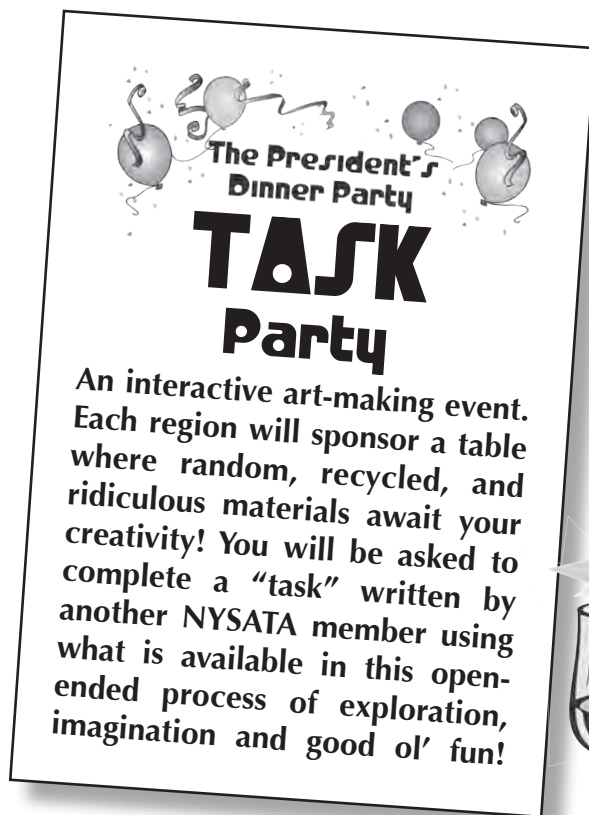 The President's
Dinner Party
TASK
Party
An interactive art-making event.
Each region will sponsor a table
where random, recycled, and
ridiculous materials await your
creativity! You will be asked to
complete a “task” written by
another NYSATA member using
what is available in this open-
ended process of exploration,
imagination and good ol’ fun!